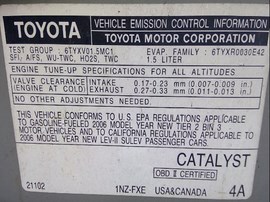 TOYOTA
VEHICLE EMISSION CONTROL INFORMATION
TOYOTA MOTOR CORPORATION
TEST GROUP : 6TYXV01.5MC1 EVAP. FAMILY : 6TYXR0030E42
SFI, A/FS, WU-TWC, HO2S, TWC 1.5 LITER
ENGINE TUNE-UP SPECIFICATIONS FOR ALL ALTITUDES
VALVE CLEARANCE INTAKE 0.17-0.23 mm (0.007-0.009 in.)
(ENGINE AT COLD) EXHAUST 0.27-0.33 mm (0.011-0.013 in.)
NO OTHER ADJUSTMENTS NEEDED.
THIS VEHICLE CONFORMS TO U.S. EPA REGULATIONS APPLICABLE
TO GASOLINE-FUELED 2006 MODEL YEAR NEW TIER 2 BIN 3
MOTOR VEHICLES AND TO CALIFORNIA REGULATIONS APPLICABLE TO
2006 MODEL YEAR NEW LEV-II SULEV PASSENGER CARS.
CATALYST
OBD II CERTIFIED
21102 1NZ-FXE USA&CANADA 4A